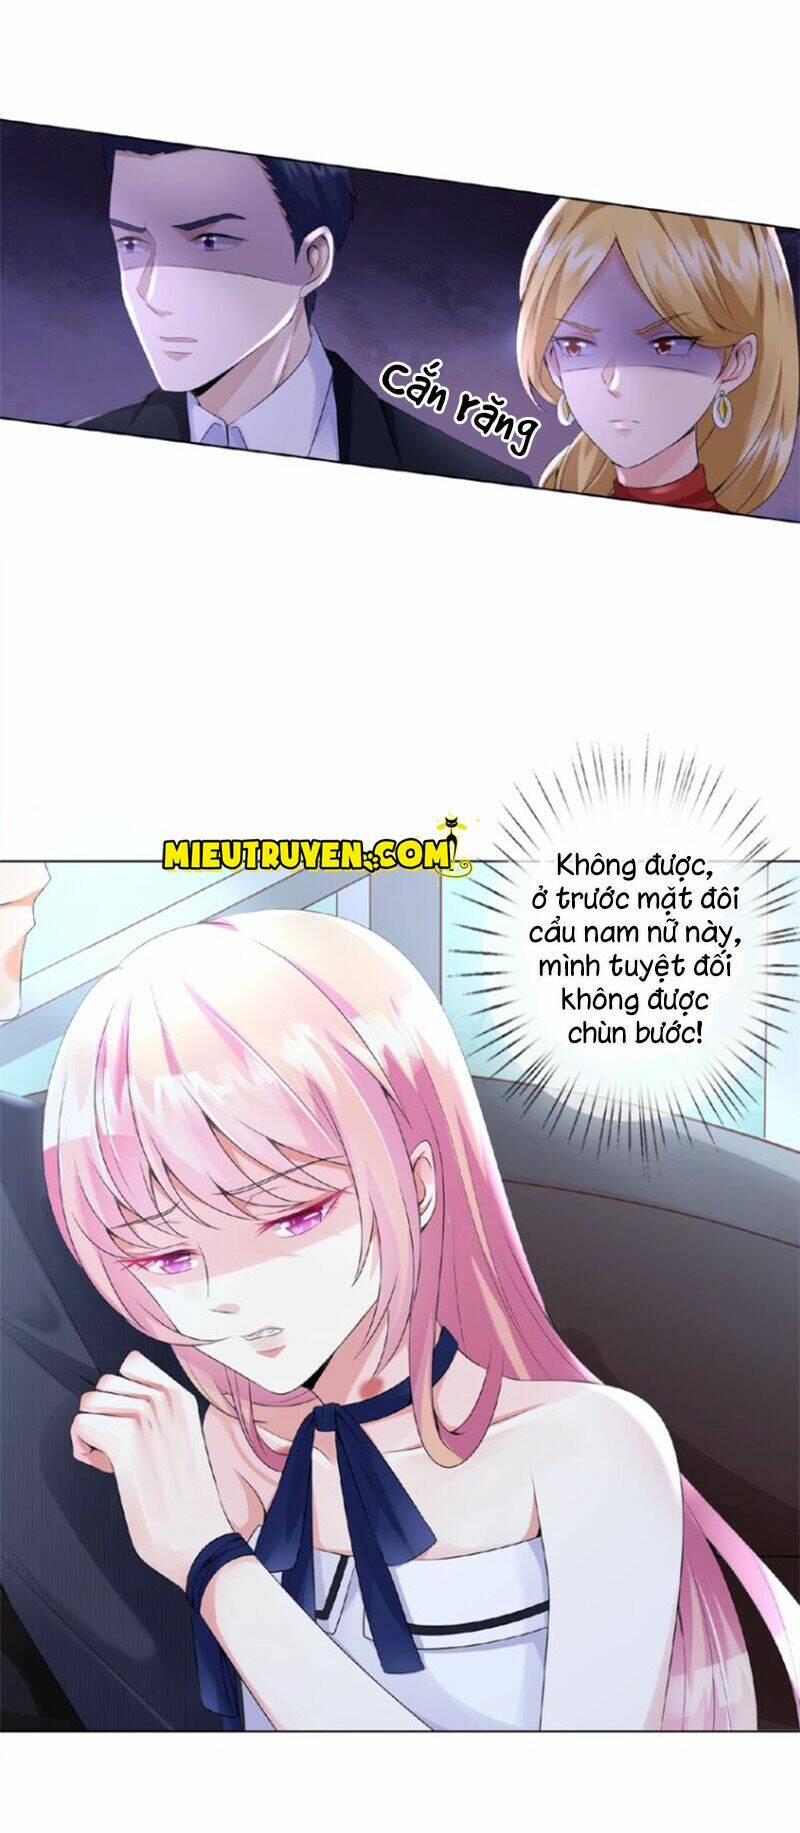 Cắn răng
MIEUTRUYEN.COM
Không được,
ở trước mặt đôi
cẩu nam nữ này,
mình tuyệt đối
không được
chùn bước!